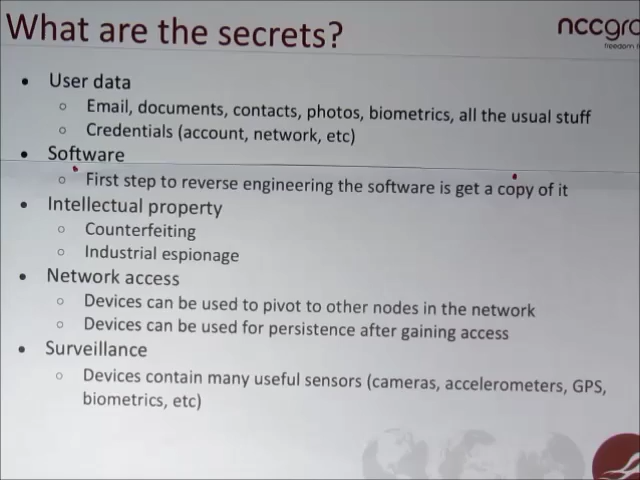 What are the secrets?
nccgro
freedom f
• User data
○ Email, documents, contacts, photos, biometrics, all the usual stuff
○ Credentials (account, network, etc)
• Software
○ First step to reverse engineering the software is get a copy of it
• Intellectual property
○ Counterfeiting
○ Industrial espionage
• Network access
○ Devices can be used to pivot to other nodes in the network
○ Devices can be used for persistence after gaining access
• Surveillance
○ Devices contain many useful sensors (cameras, accelerometers, GPS,
biometrics, etc)